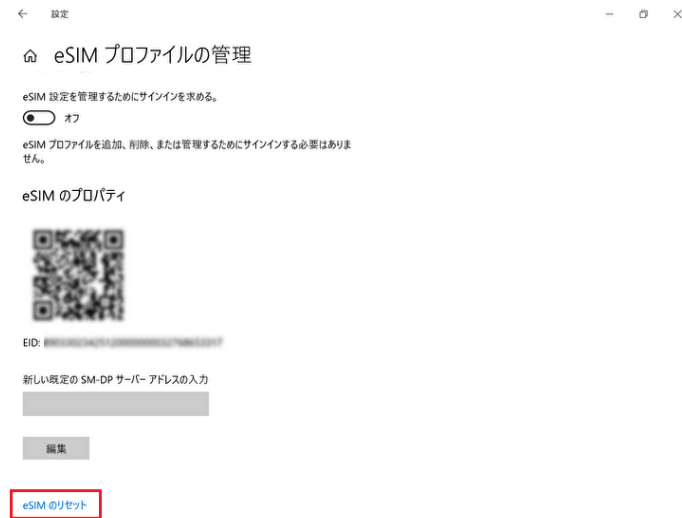 設定
eSIM プロファイルの管理
eSIM 設定を管理するためにサインインを求める。
オフ
eSIM プロファイルを追加、削除、または管理するためにサインインする必要はありま
せん。
eSIM のプロパティ
EID:
新しい既定の SM-DP サーバー アドレスの入力
編集
eSIM のリセット